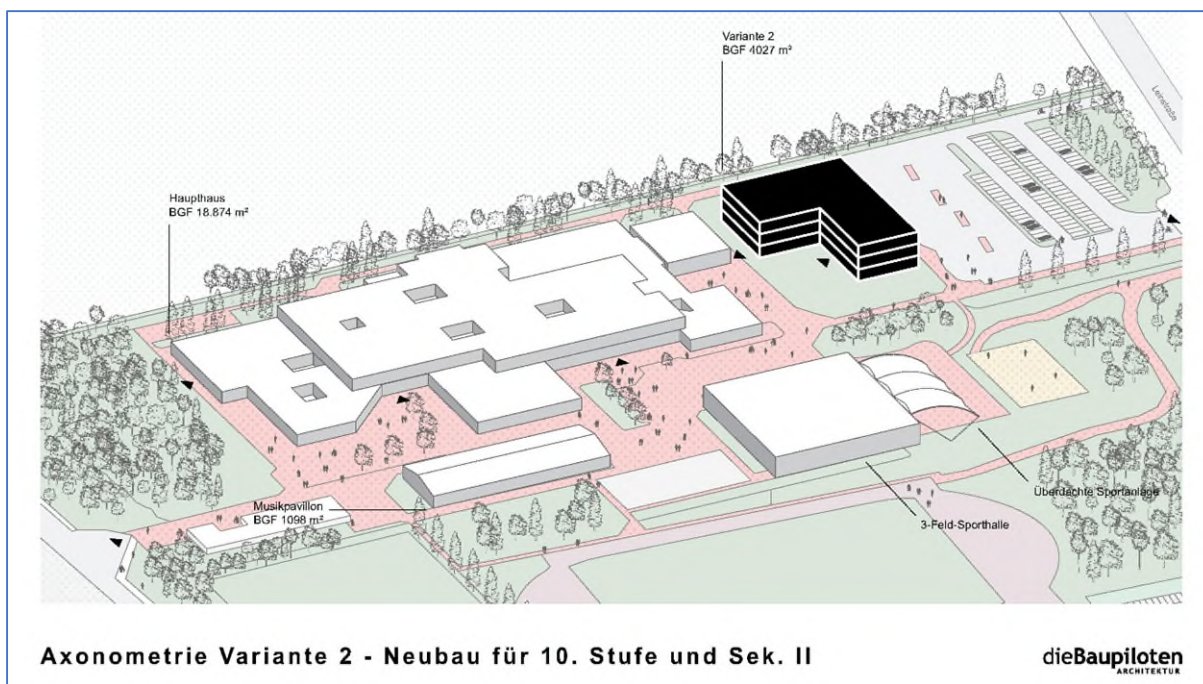 Variante 2
BGF 4027 m²
Leinstraße
Haupthaus
BGF 18.874 m²
Musikpavillon
BGF 1098 m²
Überdachte Sportanlage
3-Feld-Sporthalle
Axonometrie Variante 2 - Neubau für 10. Stufe und Sek. II
dieBaupiloten
ARCHITEKTUR